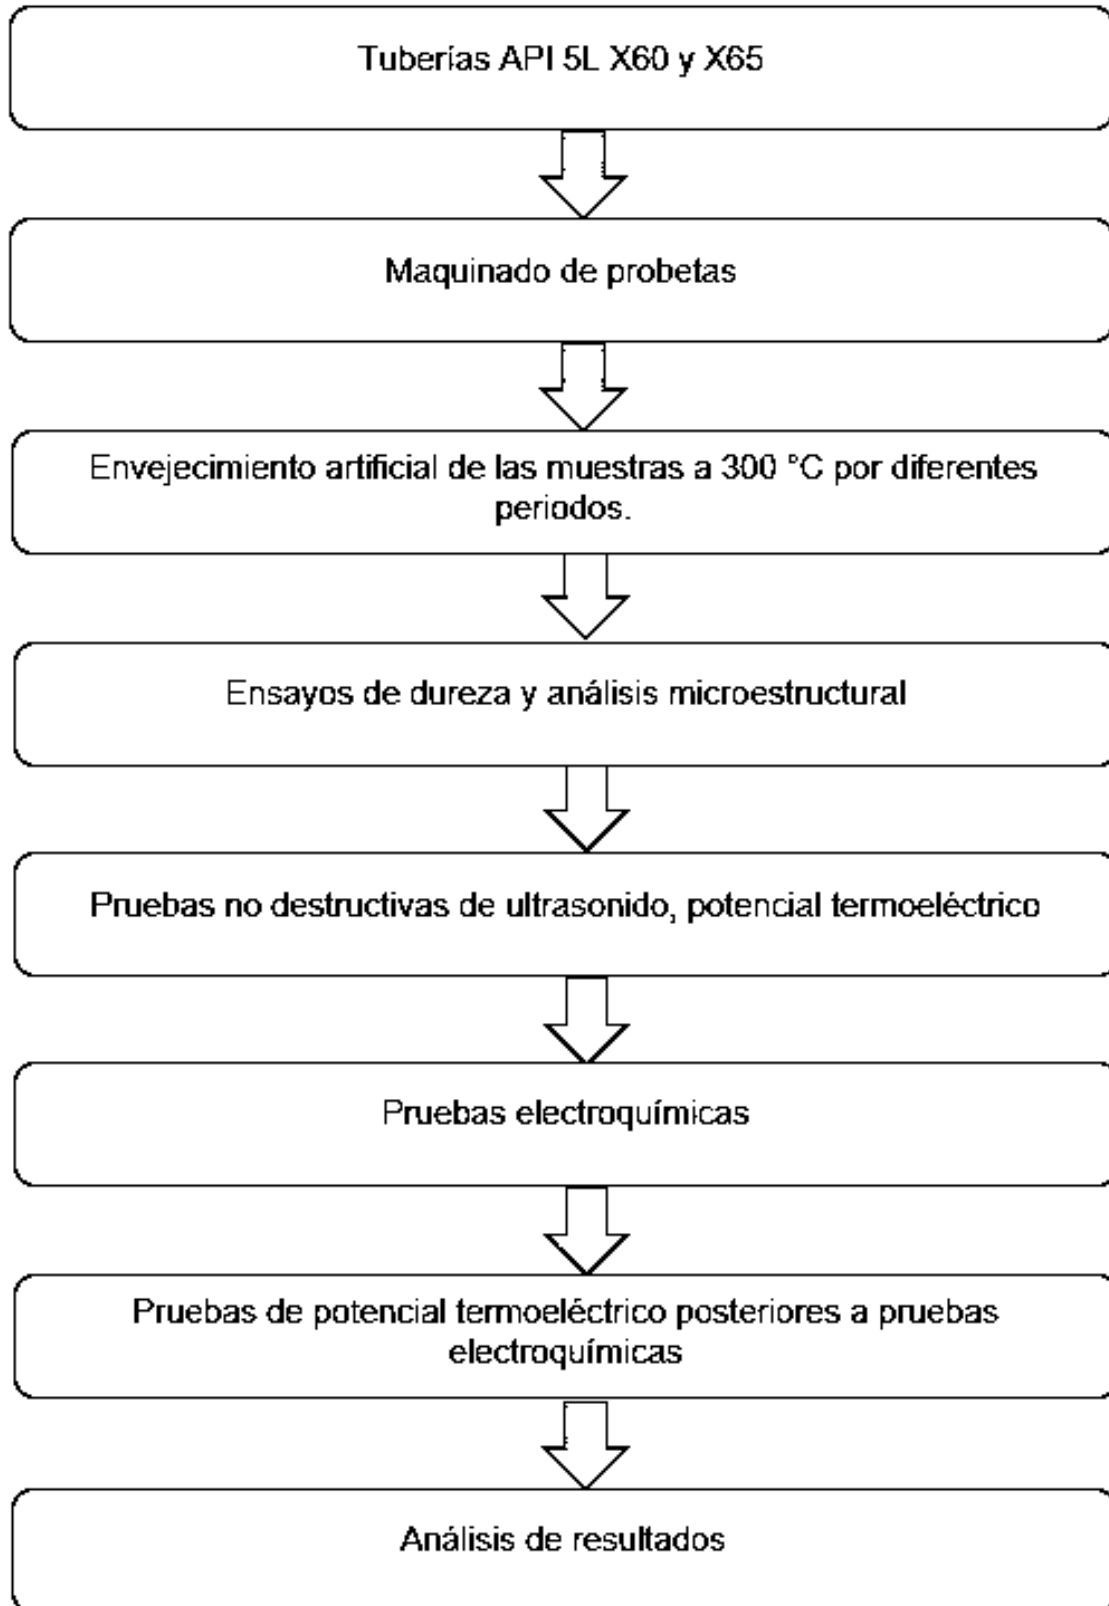 Tuberías API 5L X60 y X65
Maquinado de probetas
Envejecimiento artificial de las muestras a 300 °C por diferentes
periodos.
Ensayos de dureza y análisis microestructural
Pruebas no destructivas de ultrasonido, potencial termoeléctrico
Pruebas electroquímicas
Pruebas de potencial termoeléctrico posteriores a pruebas
electroquímicas
Análisis de resultados